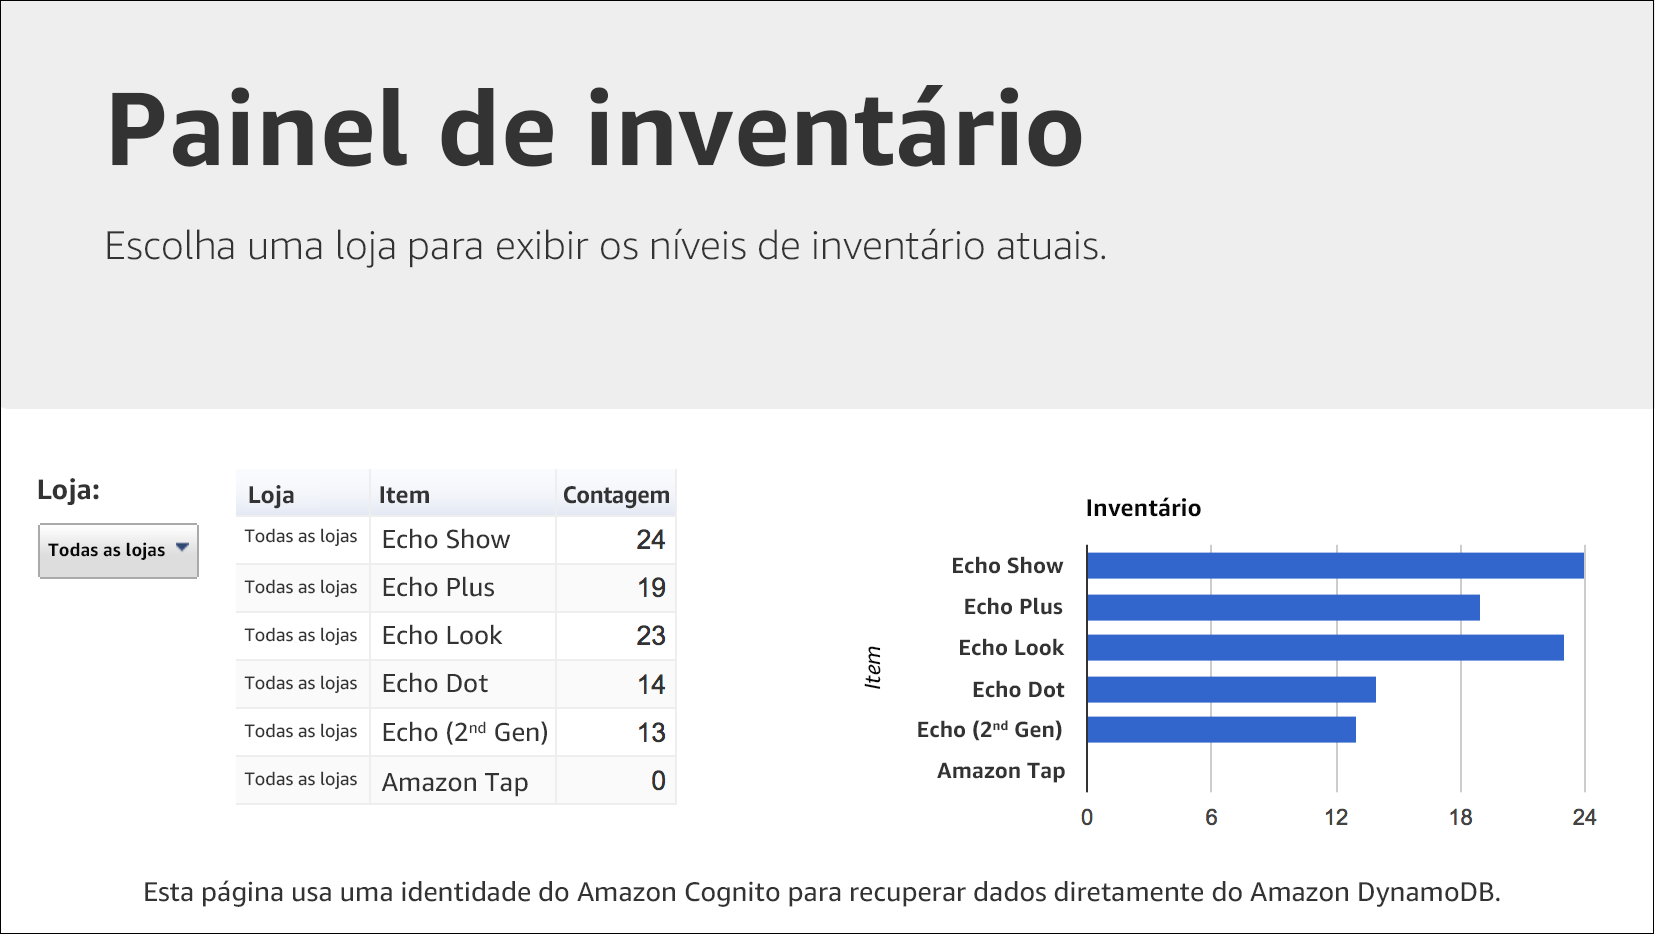 Painel de inventário
Escolha uma loja para exibir os níveis de inventário atuais.
Loja:
Todas as lojas
Loja Item Contagem
Todas as lojas Echo Show 24
Todas as lojas Echo Plus 19
Todas as lojas Echo Look 23
Todas as lojas Echo Dot 14
Todas as lojas Echo (2nd Gen) 13
Todas as lojas Amazon Tap 0
Inventário
Item
Echo Show
Echo Plus
Echo Look
Echo Dot
Echo (2nd Gen)
Amazon Tap
0 6 12 18 24
Esta página usa uma identidade do Amazon Cognito para recuperar dados diretamente do Amazon DynamoDB.